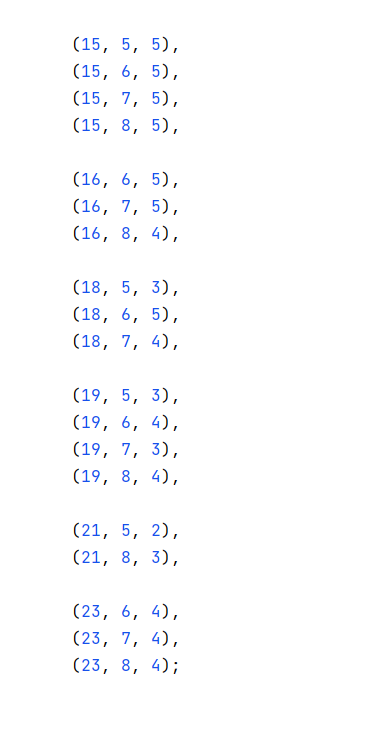 (15, 5, 5),
(15, 6, 5),
(15, 7, 5),
(15, 8, 5),
(16, 6, 5),
(16, 7, 5),
(16, 8, 4),
(18, 5, 3),
(18, 6, 5),
(18, 7, 4),
(19, 5, 3),
(19, 6, 4),
(19, 7, 3),
(19, 8, 4),
(21, 5, 2),
(21, 8, 3),
(23, 6, 4),
(23, 7, 4),
(23, 8, 4);